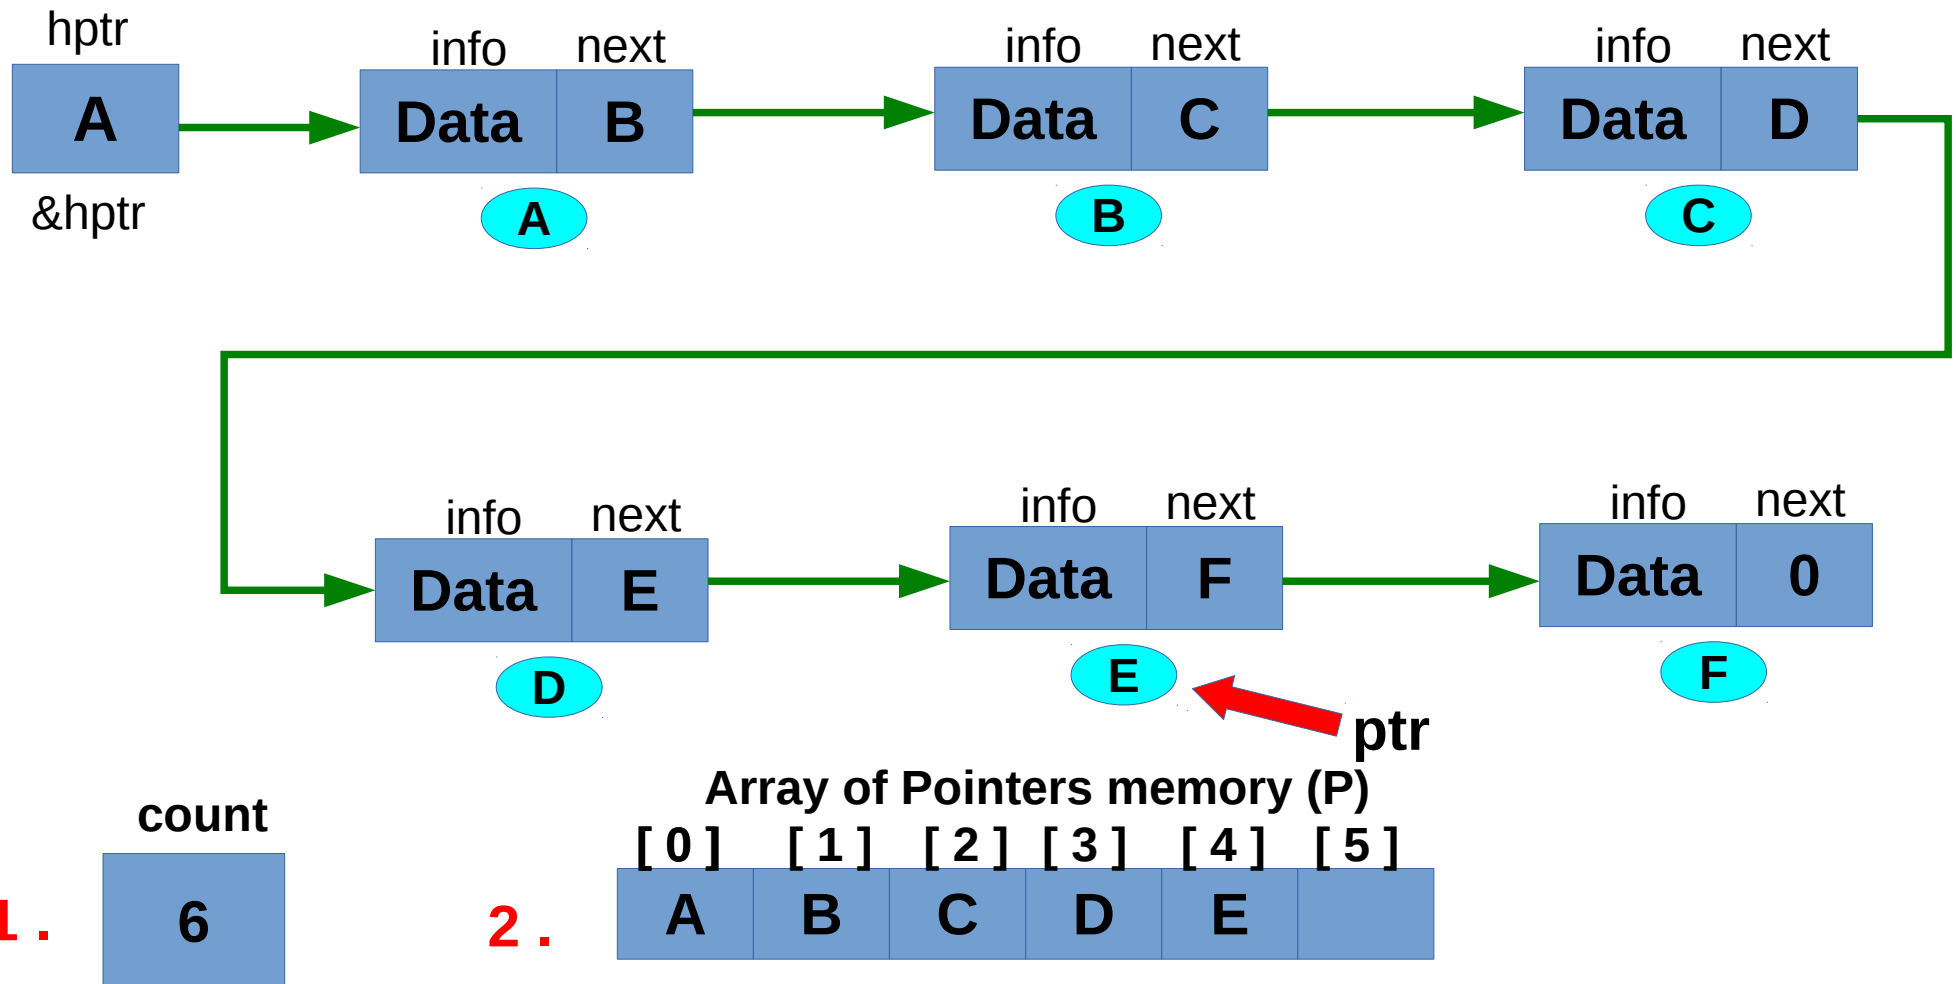 hptr
info next
info next
info next
A
Data B
Data C
Data D
&hptr
A
B
C
info next
info next
info next
Data E
Data F
Data 0
D
E
F
ptr
Array of Pointers memory (P)
count
[ 0 ] [ 1 ] [ 2 ] [ 3 ] [ 4 ] [ 5 ]
1 .
6
2 .
A B C D E